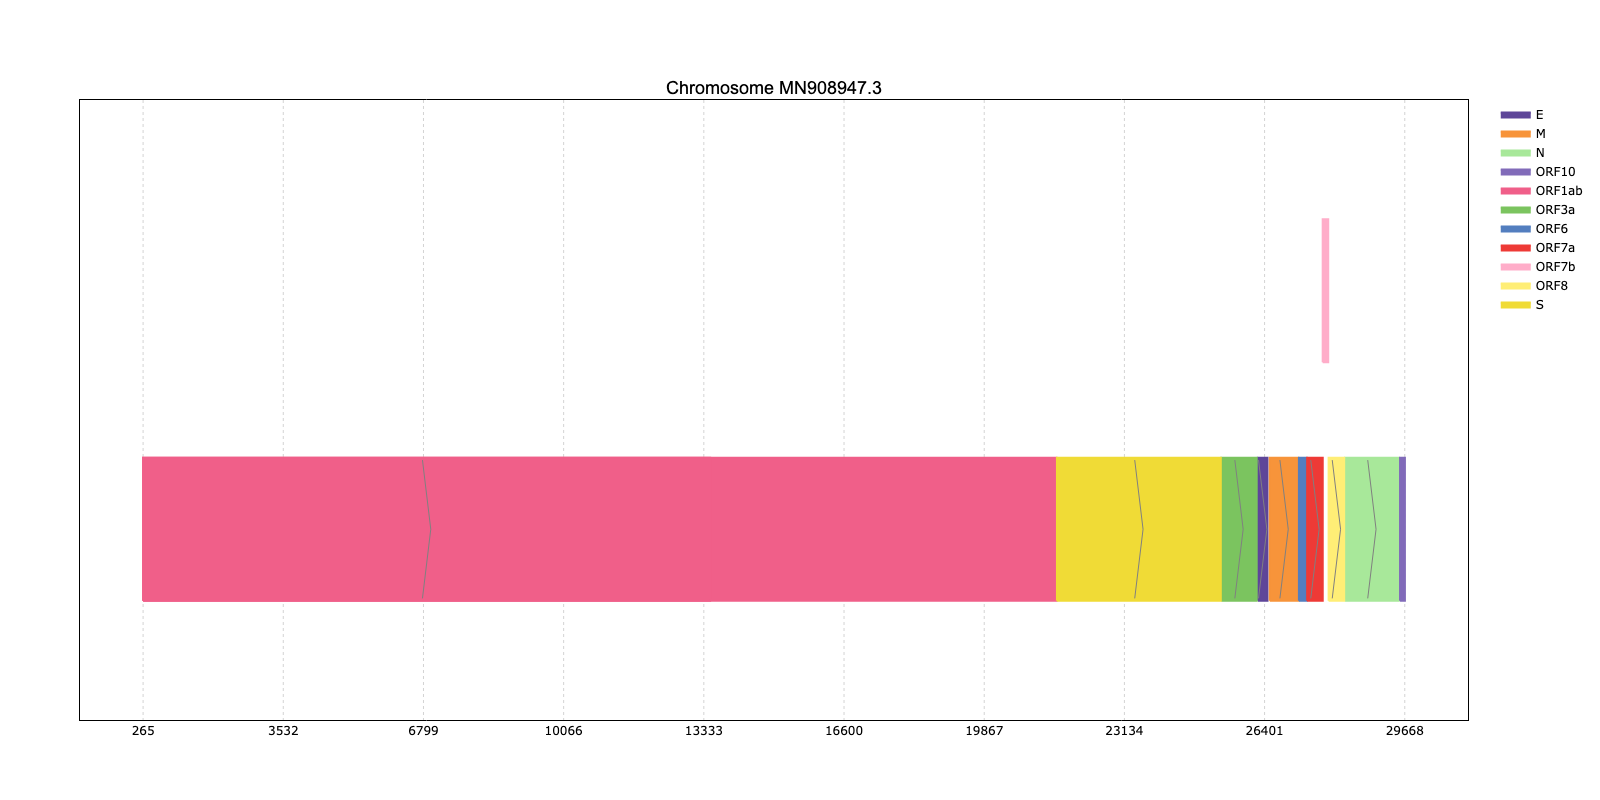 Chromosome MN908947.3
E
M
N
ORF10
ORF1ab
ORF3a
ORF6
ORF7a
ORF7b
ORF8
S
265 3532 6799 10066 13333 16600 19867 23134 26401 29668